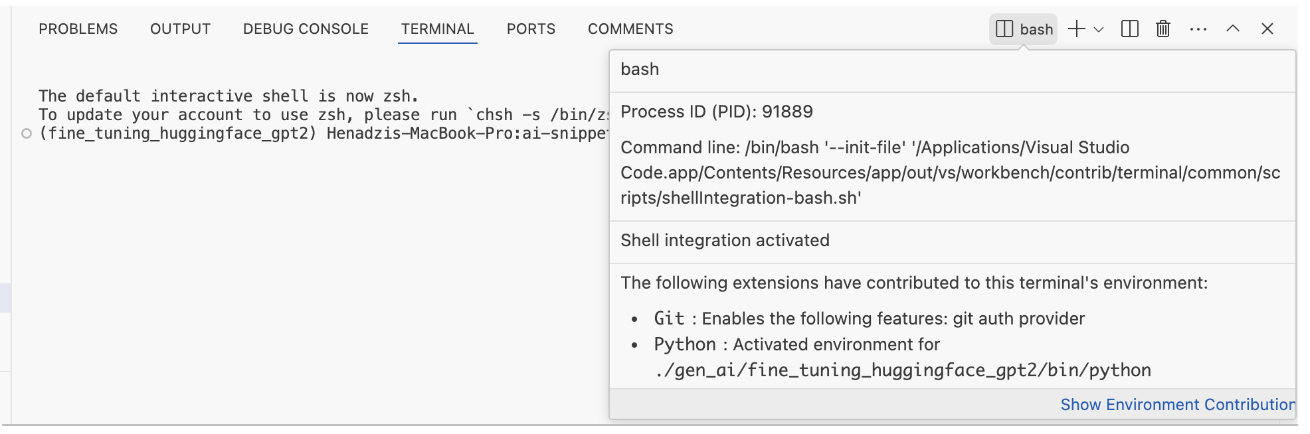 PROBLEMS OUTPUT DEBUG CONSOLE TERMINAL PORTS COMMENTS
bash
The default interactive shell is now zsh.
To update your account to use zsh, please run `chsh -s /bin/zs
(fine_tuning_huggingface_gpt2) Henadzis-MacBook-Pro:ai-snippet
bash
Process ID (PID): 91889
Command line: /bin/bash '--init-file' '/Applications/Visual Studio
Code.app/Contents/Resources/app/out/vs/workbench/contrib/terminal/common/sc
ripts/shellIntegration-bash.sh'
Shell integration activated
The following extensions have contributed to this terminal's environment:
• Git : Enables the following features: git auth provider
• Python : Activated environment for
./gen_ai/fine_tuning_huggingface_gpt2/bin/python
Show Environment Contribution